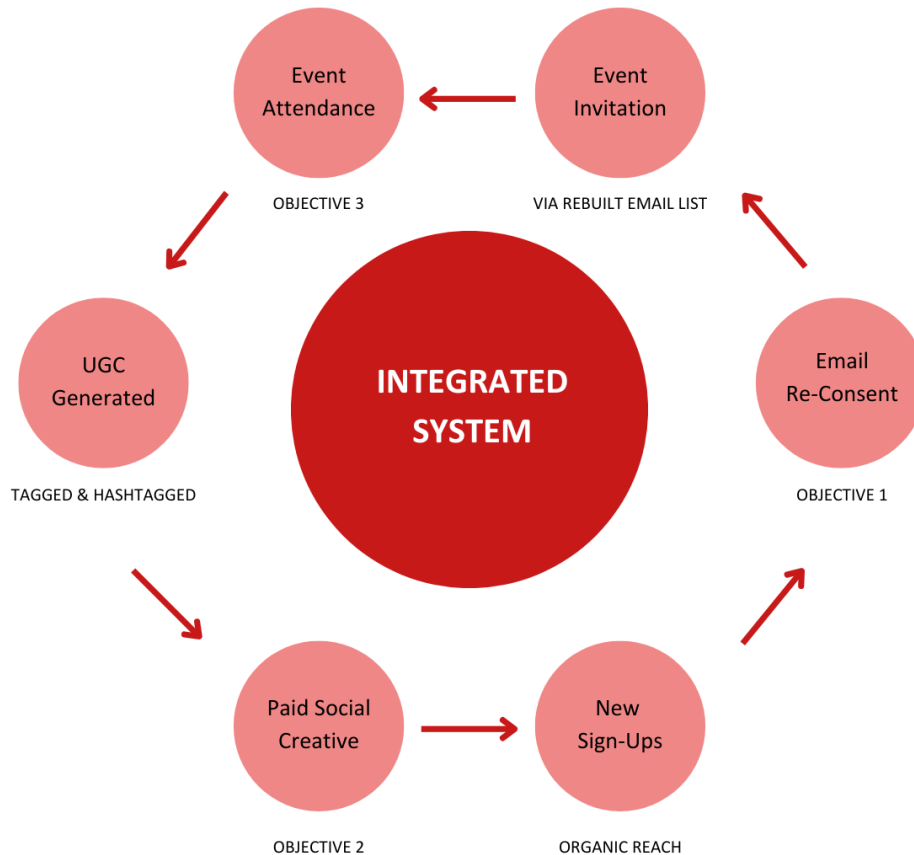 Event
Attendance
OBJECTIVE 3
Event
Invitation
VIA REBUILT EMAIL LIST
INTEGRATED
SYSTEM
UGC
Generated
TAGGED & HASHTAGGED
Email
Re-Consent
OBJECTIVE 1
Paid Social
Creative
OBJECTIVE 2
New
Sign-Ups
ORGANIC REACH